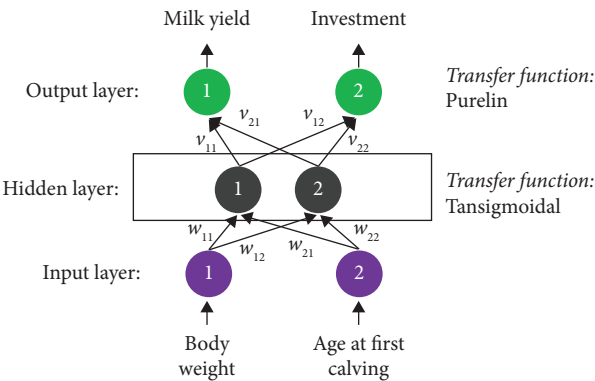 Milk yield
Investment
Output layer:
1
2
Transfer function:
Purelin
v11
v21
v12
v22
Hidden layer:
1
2
Transfer function:
Tansigmoidal
w11
w12
w21
w22
Input layer:
1
2
Body
weight
Age at first
calving